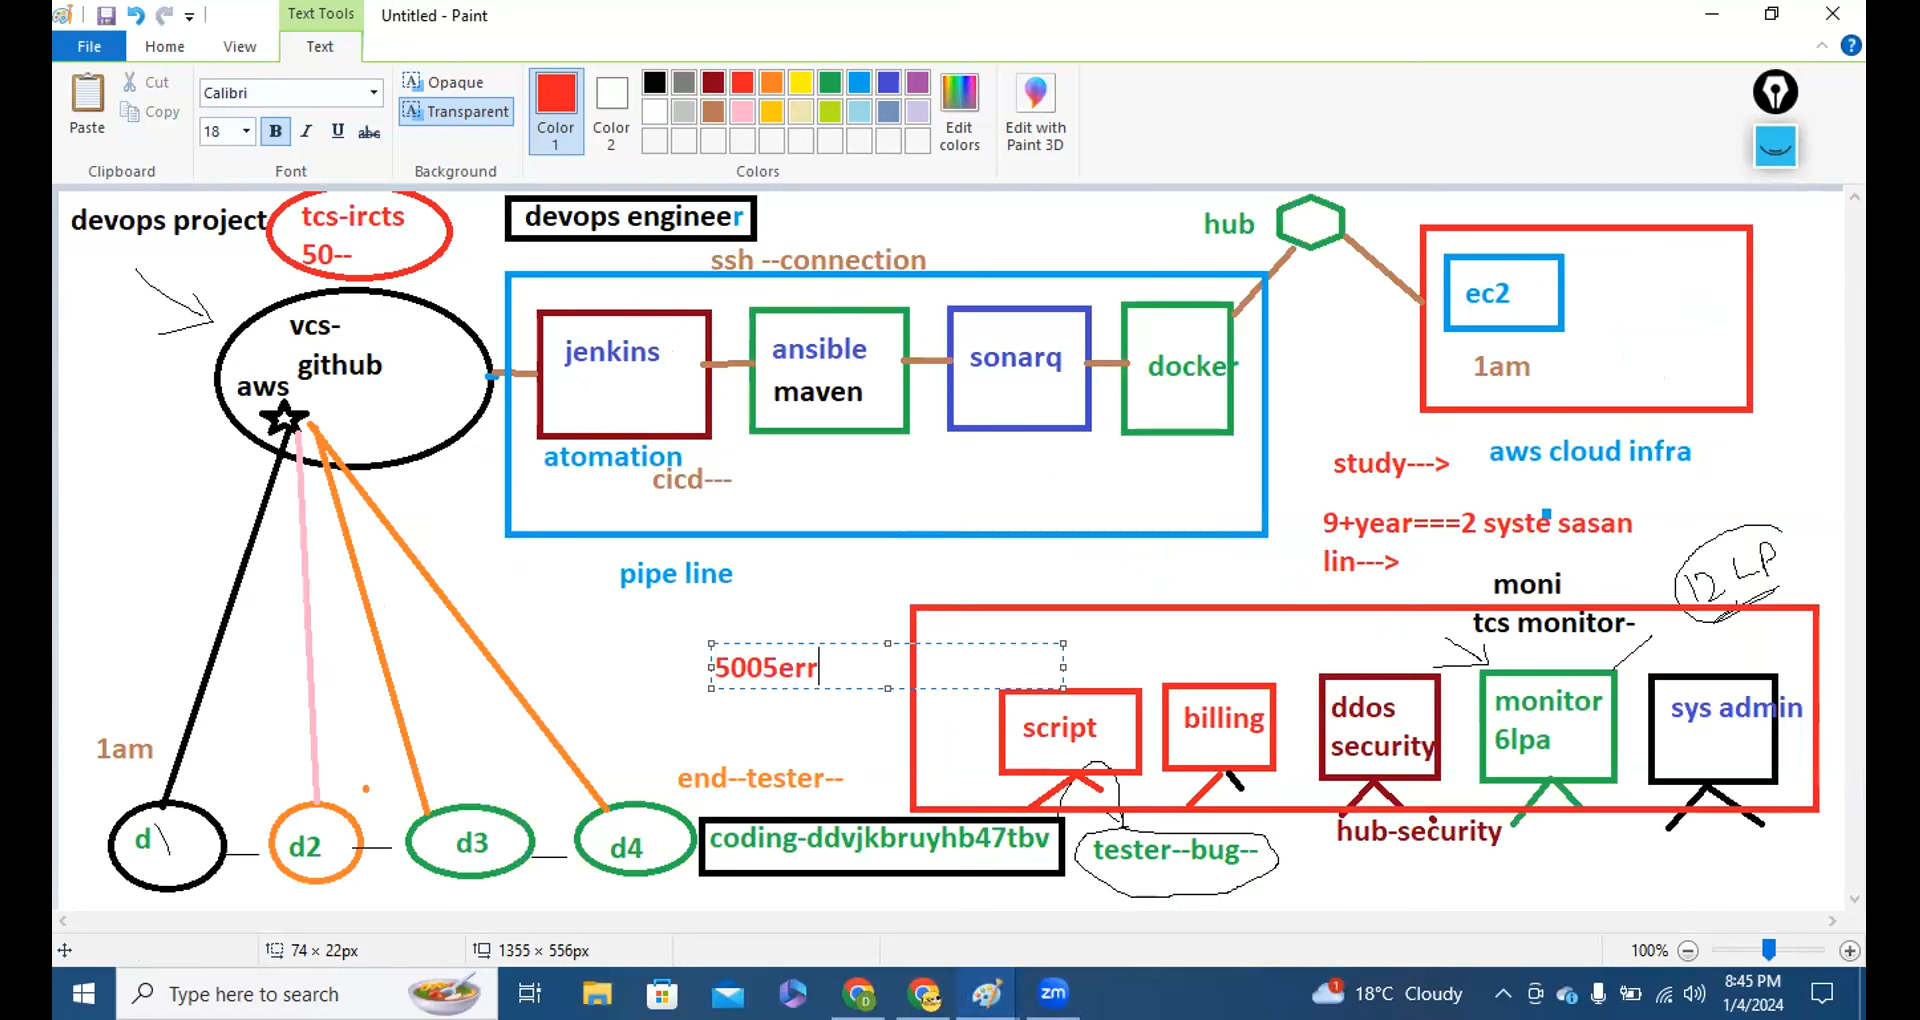 Text Tools
Untitled - Paint
File
Home
View
Text
Paste
Cut
Copy
Clipboard
Calibri
18
B
I
U
abc
Font
Opaque
Transparent
Background
Color
1
Color
2
Edit
colors
Edit with
Paint 3D
Colors
devops project
tcs-ircts
50--
devops engineer
ssh --connection
hub
ec2
1am
aws cloud infra
vcs-
github
aws
jenkins
ansible
maven
sonarq
docker
atomation
cicd---
pipe line
study--->
9+year===2 syste sasan
lin--->
moni
tcs monitor-
12 LP
5005err
script
billing
ddos
security
monitor
6lpa
sys admin
hub-security
1am
end--tester--
d
d2
d3
d4
coding-ddvjkbruyhb47tbv
tester--bug--
74 × 22px
1355 × 556px
100%
Type here to search
zm
1
18°C Cloudy
8:45 PM
1/4/2024